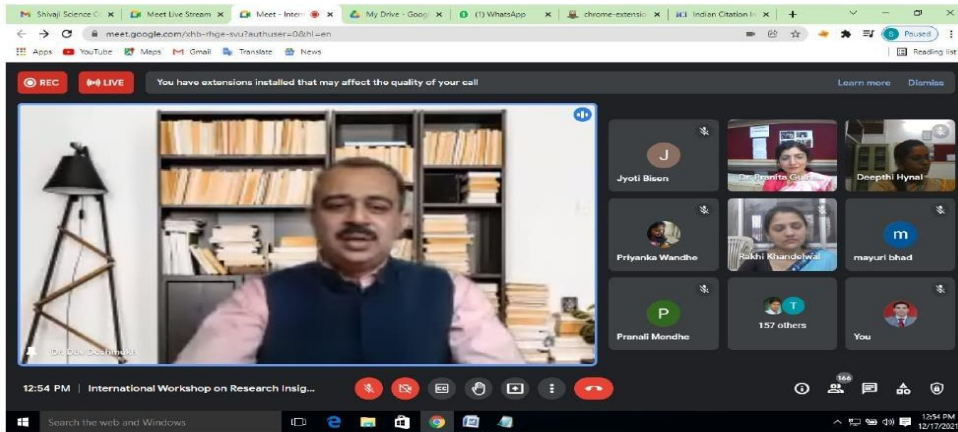 Shivaji Science C
Meet Live Stream
Meet – Intern
My Drive - Goog
(1) WhatsApp
chrome-extensio
Indian Citation In
meet.google.com/xhb-rhge-svu?authuser=0&hl=en
Paused
Apps
YouTube
Maps
Gmail
Translate
News
Reading list
REC
LIVE
You have extensions installed that may affect the quality of your call
Learn more
Dismiss
J
Jyoti Bisen
Dr. Pranita
Deepthi Hynal
Priyanka Wandhe
Rakhi Khandelwal
m
mayuri bhad
P
Pranali Mendhe
T
157 others
You
Deshmukh
12:54 PM | International Workshop on Research Insig...
166
Search the web and Windows
12:54 PM
12/17/2021